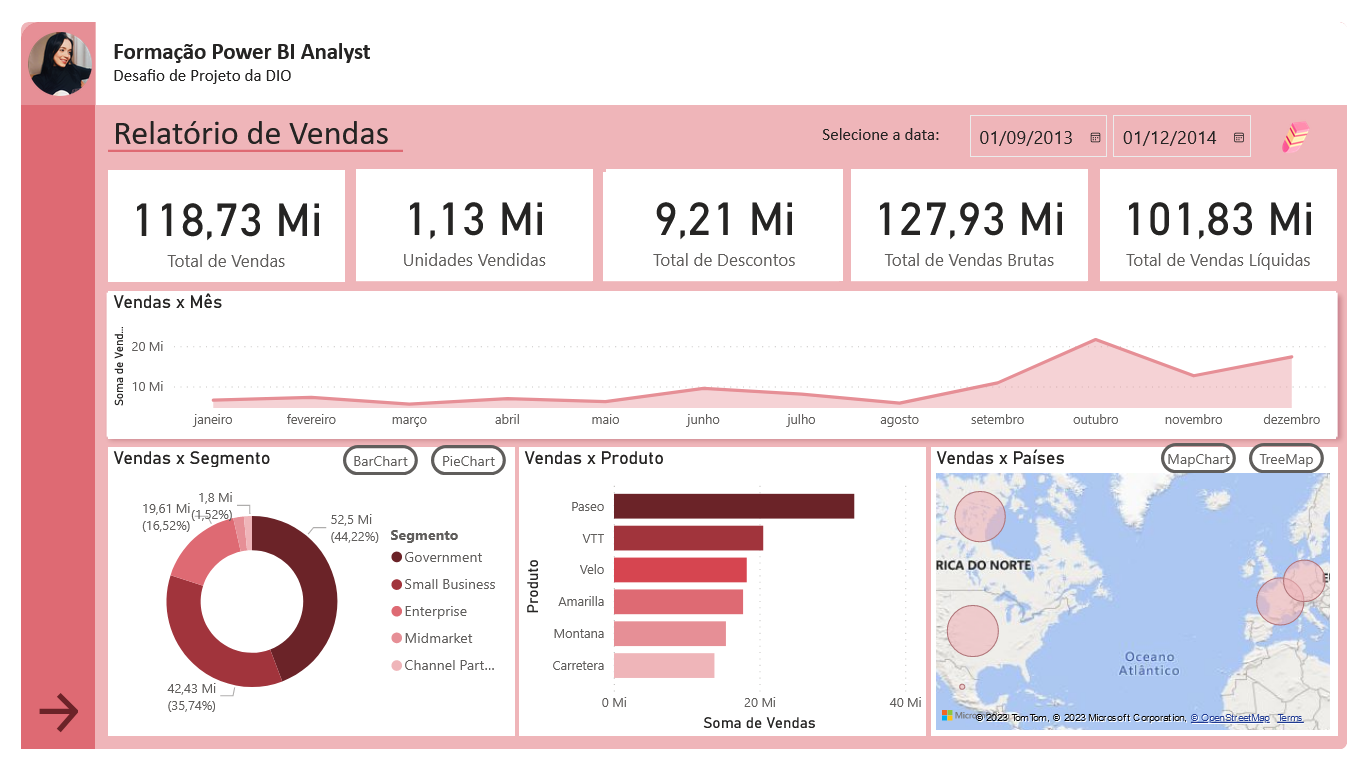 Formação Power BI Analyst
Desafio de Projeto da DIO
Relatório de Vendas
Selecione a data:
01/09/2013
01/12/2014
118,73 Mi
Total de Vendas
1,13 Mi
Unidades Vendidas
9,21 Mi
Total de Descontos
127,93 Mi
Total de Vendas Brutas
101,83 Mi
Total de Vendas Líquidas
Vendas x Mês
Soma de Vend...
20 Mi
10 Mi
janeiro
fevereiro
março
abril
maio
junho
julho
agosto
setembro
outubro
novembro
dezembro
Vendas x Segmento
BarChart
PieChart
1,8 Mi
(1,52%)
19,61 Mi
(16,52%)
52,5 Mi
(44,22%)
42,43 Mi
(35,74%)
Segmento
Government
Small Business
Enterprise
Midmarket
Channel Part...
Vendas x Produto
Produto
Paseo
VTT
Velo
Amarilla
Montana
Carretera
0 Mi
20 Mi
40 Mi
Soma de Vendas
Vendas x Países
MapChart
TreeMap
RICA DO NORTE
Oceano
Atlântico
© 2023 TomTom, © 2023 Microsoft Corporation, © OpenStreetMap Terms